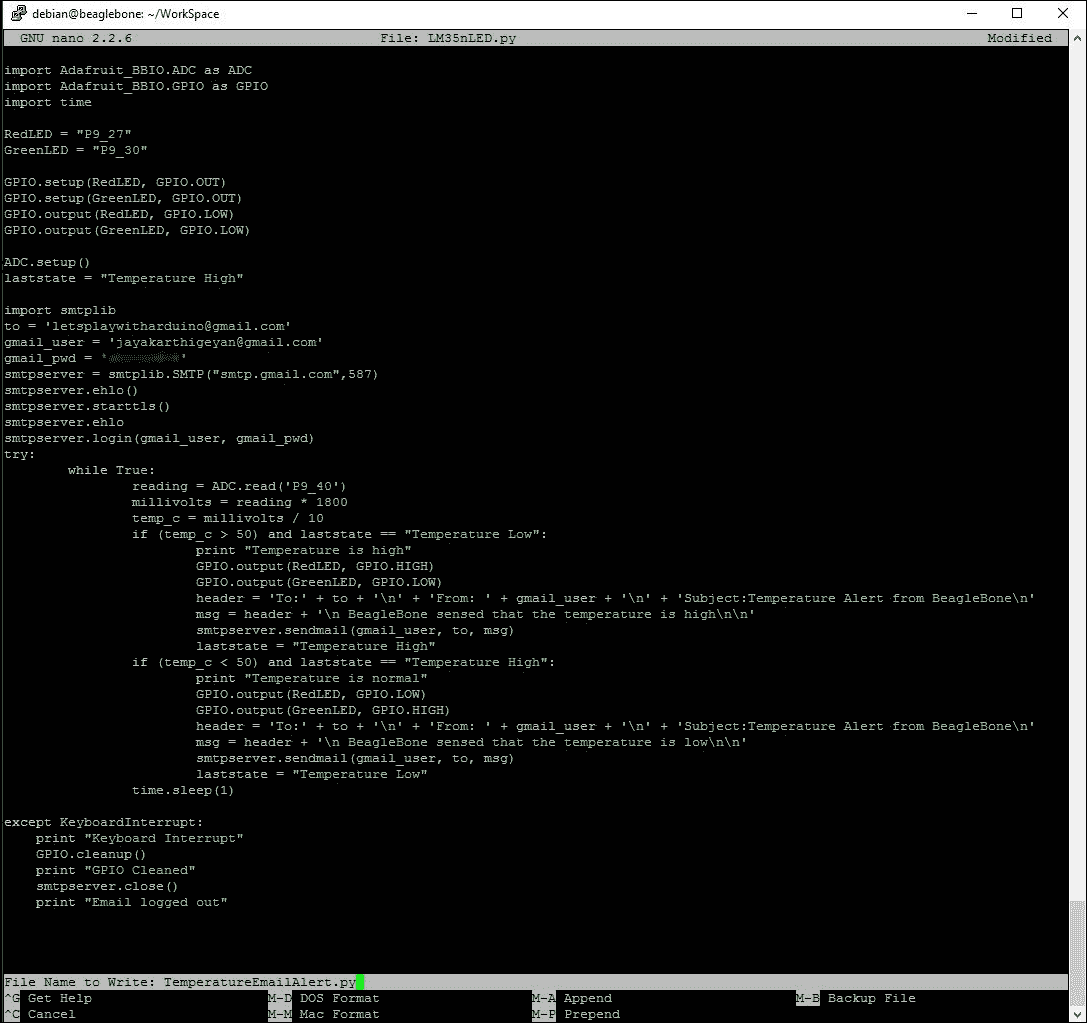 debian@beaglebone: ~/WorkSpace
GNU nano 2.2.6 File: LM35nLED.py Modified
import Adafruit_BBIO.ADC as ADC
import Adafruit_BBIO.GPIO as GPIO
import time
RedLED = "P9_27"
GreenLED = "P9_30"
GPIO.setup(RedLED, GPIO.OUT)
GPIO.setup(GreenLED, GPIO.OUT)
GPIO.output(RedLED, GPIO.LOW)
GPIO.output(GreenLED, GPIO.LOW)
ADC.setup()
laststate = "Temperature High"
import smtplib
to = 'letsplaywitharduino@gmail.com'
gmail_user = 'jayakarthigeyan@gmail.com'
gmail_pwd = '
smtpserver = smtplib.SMTP("smtp.gmail.com",587)
smtpserver.ehlo()
smtpserver.starttls()
smtpserver.ehlo
smtpserver.login(gmail_user, gmail_pwd)
try:
        while True:
                reading = ADC.read('P9_40')
                millivolts = reading * 1800
                temp_c = millivolts / 10
                if (temp_c > 50) and laststate == "Temperature Low":
                        print "Temperature is high"
                        GPIO.output(RedLED, GPIO.HIGH)
                        GPIO.output(GreenLED, GPIO.LOW)
                        header = 'To:' + to + '\n' + 'From: ' + gmail_user + '\n' + 'Subject:Temperature Alert from BeagleBone\n'
                        msg = header + '\n BeagleBone sensed that the temperature is high\n\n'
                        smtpserver.sendmail(gmail_user, to, msg)
                        laststate = "Temperature High"
                if (temp_c < 50) and laststate == "Temperature High":
                        print "Temperature is normal"
                        GPIO.output(RedLED, GPIO.LOW)
                        GPIO.output(GreenLED, GPIO.HIGH)
                        header = 'To:' + to + '\n' + 'From: ' + gmail_user + '\n' + 'Subject:Temperature Alert from BeagleBone\n'
                        msg = header + '\n BeagleBone sensed that the temperature is low\n\n'
                        smtpserver.sendmail(gmail_user, to, msg)
                        laststate = "Temperature Low"
                time.sleep(1)
except KeyboardInterrupt:
    print "Keyboard Interrupt"
    GPIO.cleanup()
    print "GPIO Cleaned"
    smtpserver.close()
    print "Email logged out"
File Name to Write: TemperatureEmailAlert.py
^G Get Help M-D DOS Format M-A Append M-B Backup File
^C Cancel M-M Mac Format M-P Prepend